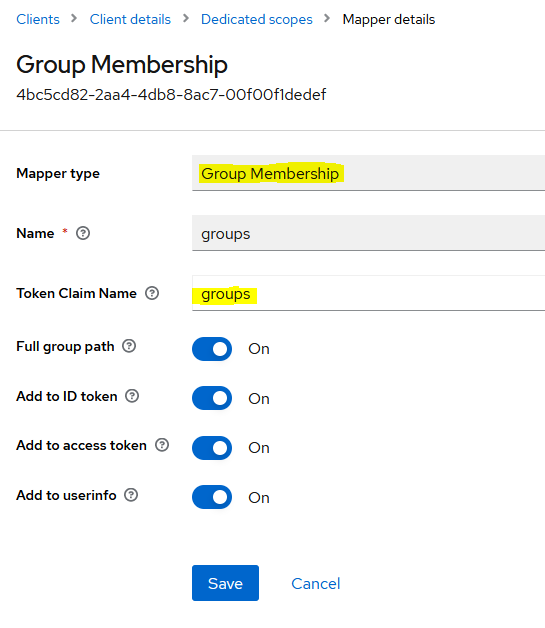 Clients > Client details > Dedicated scopes > Mapper details
Group Membership
4bc5cd82-2aa4-4db8-8ac7-00f00f1dedef
Mapper type Group Membership
Name * groups
Token Claim Name groups
Full group path On
Add to ID token On
Add to access token On
Add to userinfo On
Save Cancel